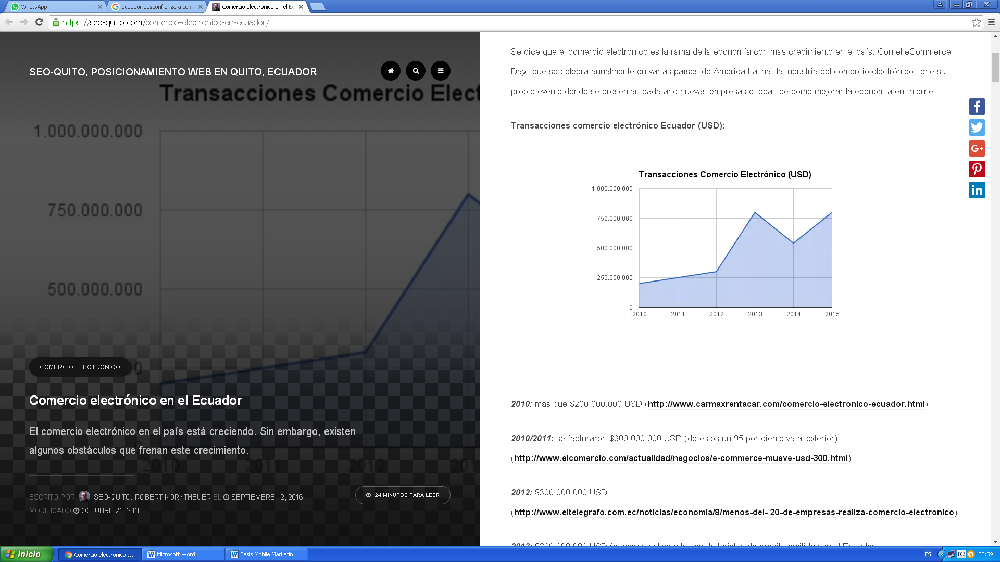 WhatsApp
ecuador desconfianza a com
Comercio electrónico en el Ec
https://seo-quito.com/comercio-electronico-en-ecuador/
SEO-QUITO, POSICIONAMIENTO WEB EN QUITO, ECUADOR
Transacciones Comercio Elect
1.000.000.000
750.000.000
500.000.000
0
0
2010 2011 2012 201
COMERCIO ELECTRÓNICO
Comercio electrónico en el Ecuador
El comercio electrónico en el país está creciendo. Sin embargo, existen
algunos obstáculos que frenan este crecimiento.
ESCRITO POR SEO-QUITO: ROBERT KORNTHEUER EL SEPTIEMBRE 12, 2016
MODIFICADO OCTUBRE 21, 2016
24 MINUTOS PARA LEER
Se dice que el comercio electrónico es la rama de la economía con más crecimiento en el país. Con el eCommerce
Day -que se celebra anualmente en varias países de América Latina- la industria del comercio electrónico tiene su
propio evento donde se presentan cada año nuevas empresas e ideas de como mejorar la economía en Internet.
Transacciones comercio electrónico Ecuador (USD):
Transacciones Comercio Electrónico (USD)
1.000.000.000
750.000.000
500.000.000
250.000.000
0
2010 2011 2012 2013 2014 2015
2010: más que $200.000.000 USD (http://www.carmaxrentacar.com/comercio-electronico-ecuador.html)
2010/2011: se facturaron $300.000.000 USD (de estos un 95 por ciento va al exterior)
(http://www.elcomercio.com/actualidad/negocios/e-commerce-mueve-usd-300.html)
2012: $300.000.000 USD
(http://www.eltelegrafo.com.ec/noticias/economia/8/menos-del- 20-de-empresas-realiza-comercio-electronico)
2013: $800.000.000 USD (compras online a través de tarjetas de crédito emitidas en el Ecuador
Inicio
Comercio electrónico ...
Microsoft Word
Tesis Mobile Marketin...
ES
20:59